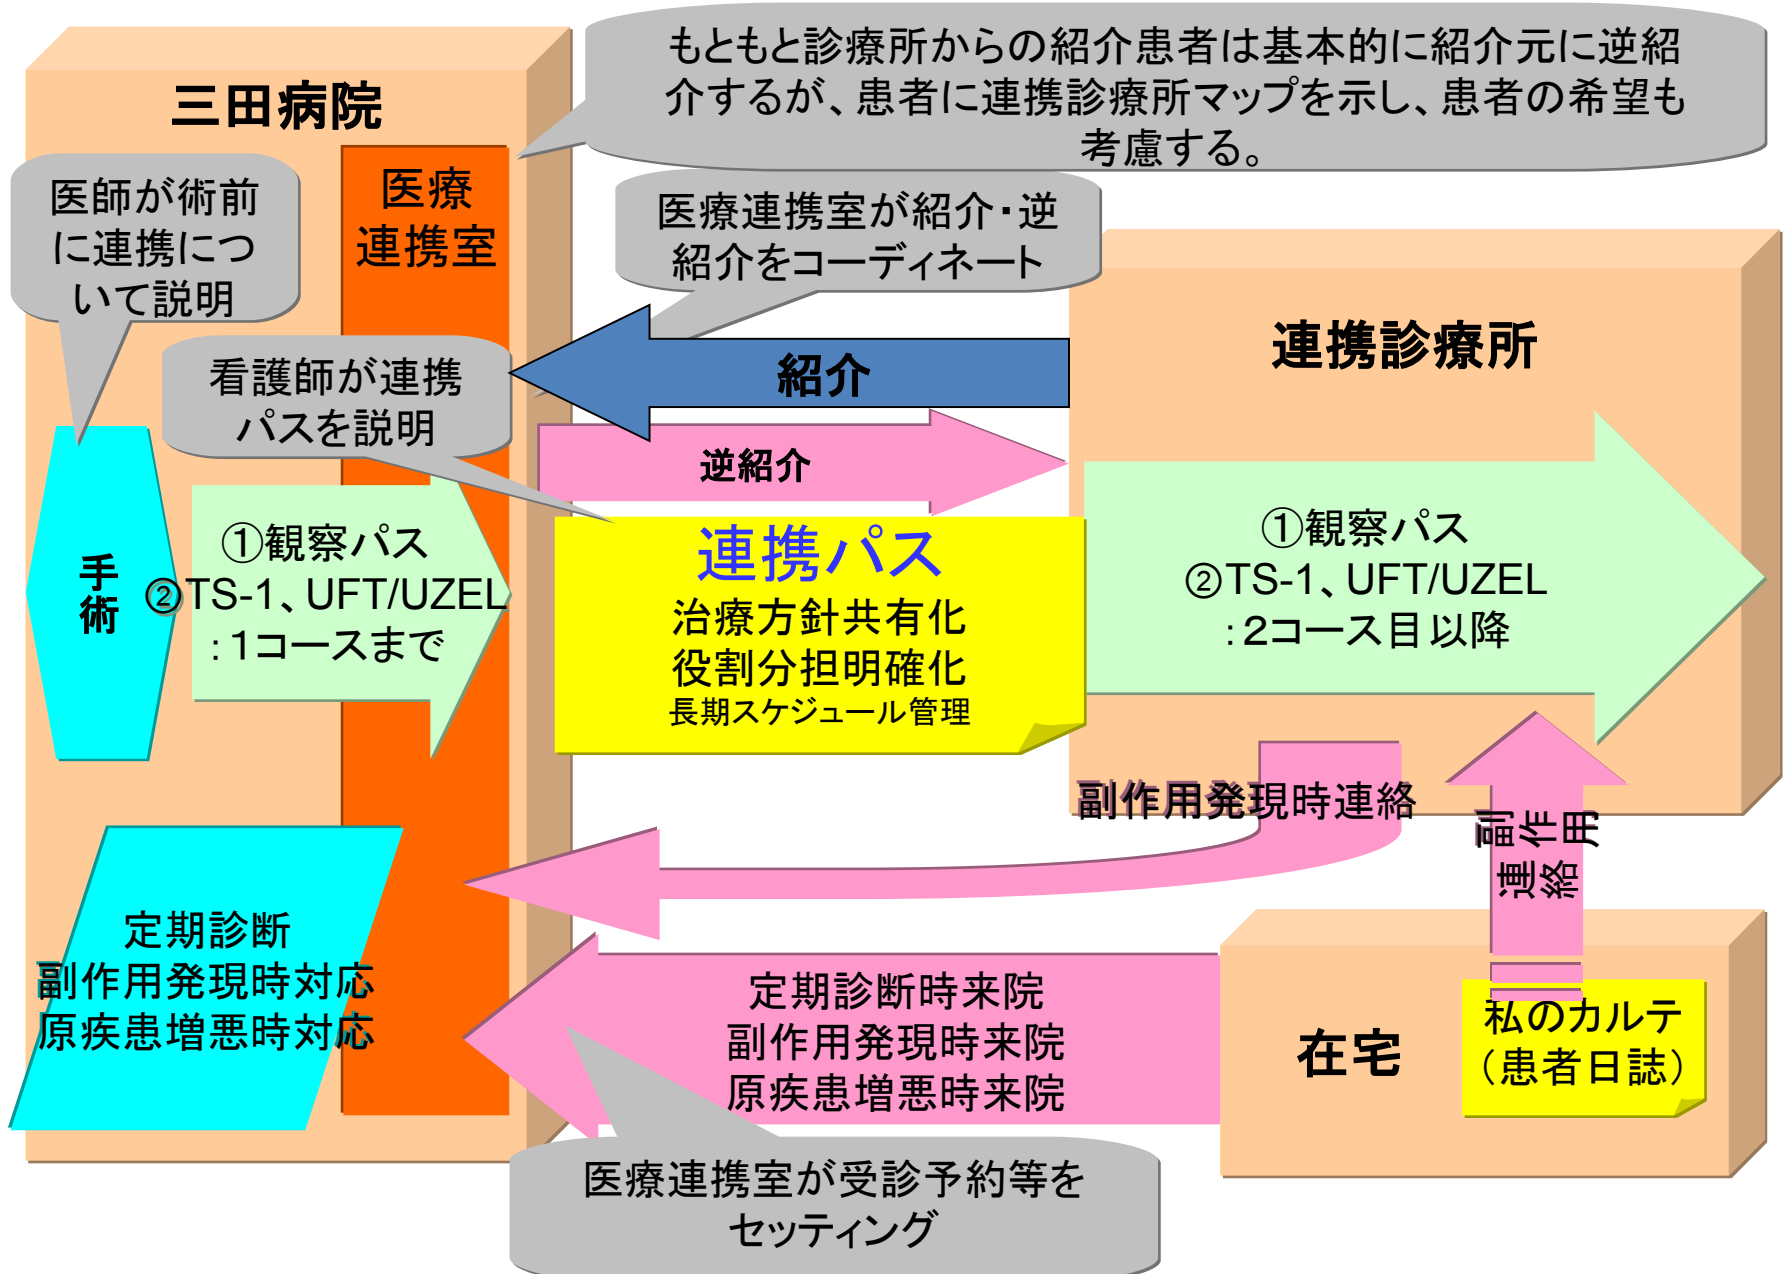 もともと診療所からの紹介患者は基本的に紹介元に逆紹
介するが、患者に連携診療所マップを示し、患者の希望も
考慮する。
三田病院
医療
連携室
医師が術前
に連携につ
いて説明
医療連携室が紹介・逆
紹介をコーディネート
連携診療所
看護師が連携
パスを説明
紹介
逆紹介
手術
①観察パス
②TS-1、UFT/UZEL
：１コースまで
連携パス
治療方針共有化
役割分担明確化
長期スケジュール管理
①観察パス
②TS-1、UFT/UZEL
：２コース目以降
副作用発現時連絡
副作用
連絡
定期診断
副作用発現時対応
原疾患増悪時対応
定期診断時来院
副作用発現時来院
原疾患増悪時来院
在宅
私のカルテ
（患者日誌）
医療連携室が受診予約等を
セッティング